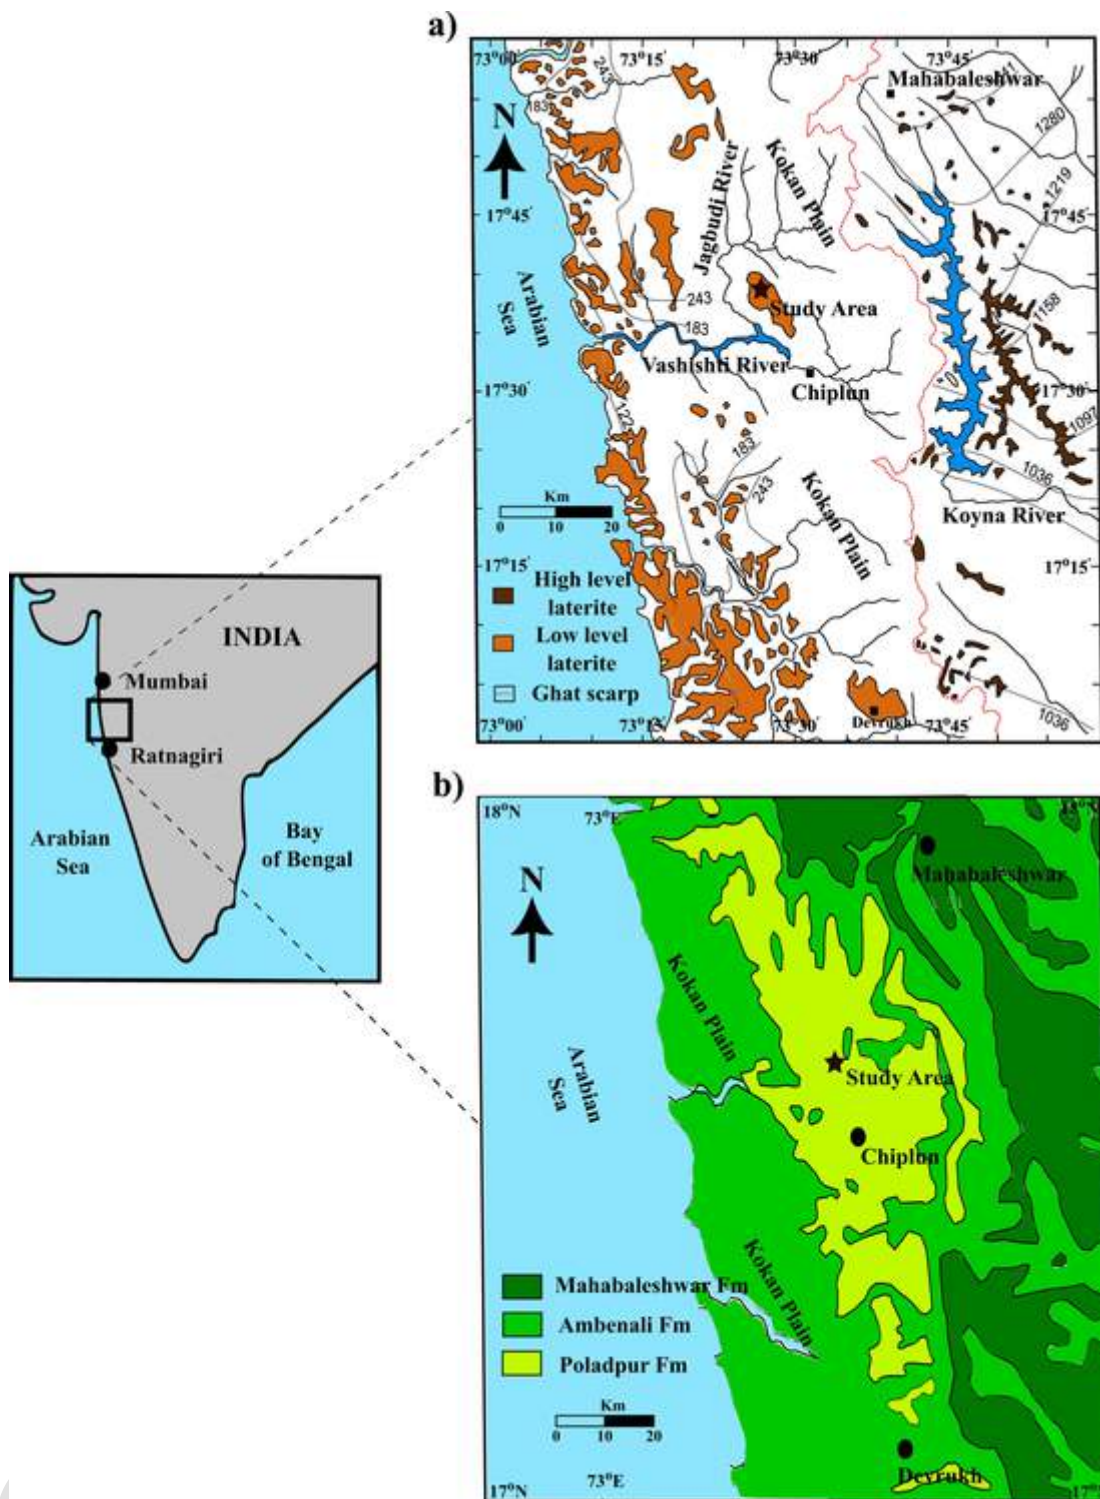 a)
73°00'
73°15'
73°30'
73°45'
243
183
N
Mahabaleshwar
1280
1219
Jagbudi River
Kokan Plain
17°45'
17°45'
Arabian
Sea
243
183
Study Area
1158
Vashishti River
Chiplun
17°30'
17°30'
122
1097
183
243
1036
Km
0 10 20
Kokan Plain
Koyna River
17°15'
17°15'
High level
laterite
Low level
laterite
Ghat scarp
Devrukh
1036
73°00'
73°15'
73°30'
73°45'
INDIA
Mumbai
Ratnagiri
Arabian
Sea
Bay
of Bengal
b)
18°N
73°E
Mahabaleshwar
N
Kokan Plain
Arabian
Sea
Study Area
Chiplun
Kokan Plain
Mahabaleshwar Fm
Ambenali Fm
Poladpur Fm
Km
0 10 20
Devrukh
17°N
73°E